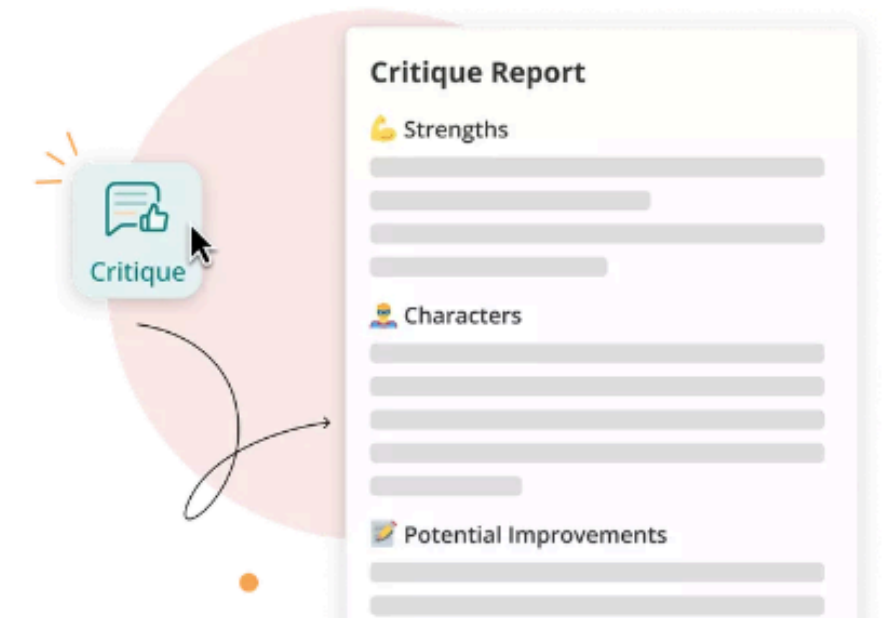 Critique Report
Strengths
Critique
Characters
Potential Improvements